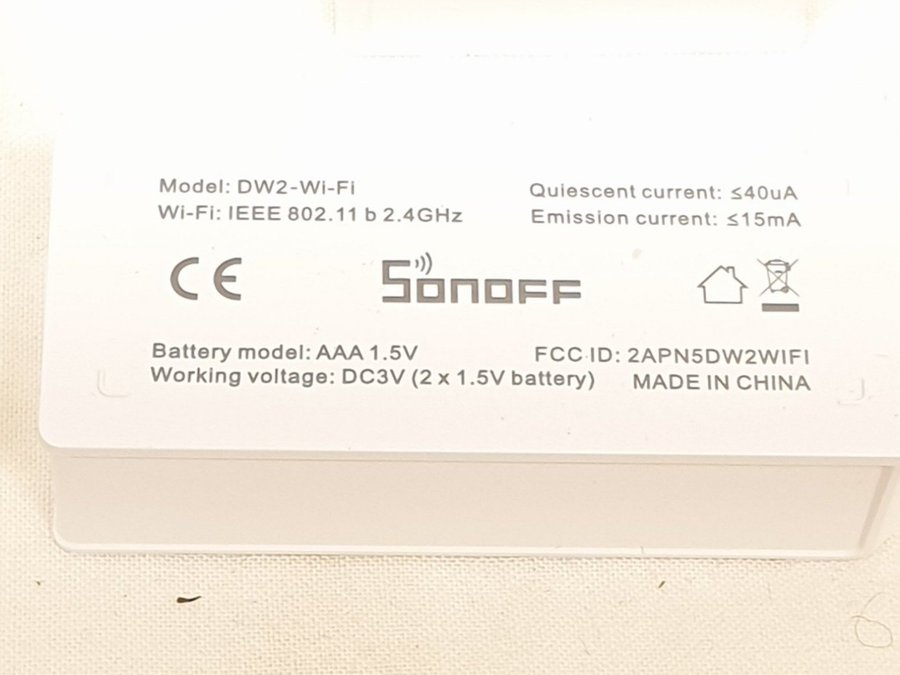 Model: DW2-Wi-Fi
Wi-Fi: IEEE 802.11 b 2.4GHz
Quiescent current: ≤40uA
Emission current: ≤15mA
CE
SONOFF
Battery model: AAA 1.5V
Working voltage: DC3V (2 x 1.5V battery)
FCC ID: 2APN5DW2WIFI
MADE IN CHINA